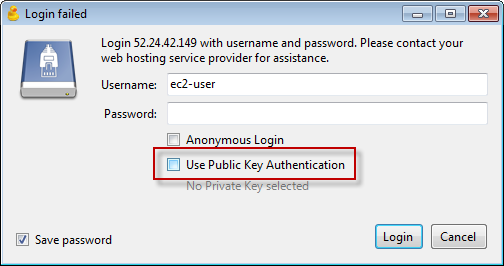 Login failed
Login 52.24.42.149 with username and password. Please contact your
web hosting service provider for assistance.
Username: ec2-user
Password:
Anonymous Login
Use Public Key Authentication
No Private Key selected
Save password Login Cancel